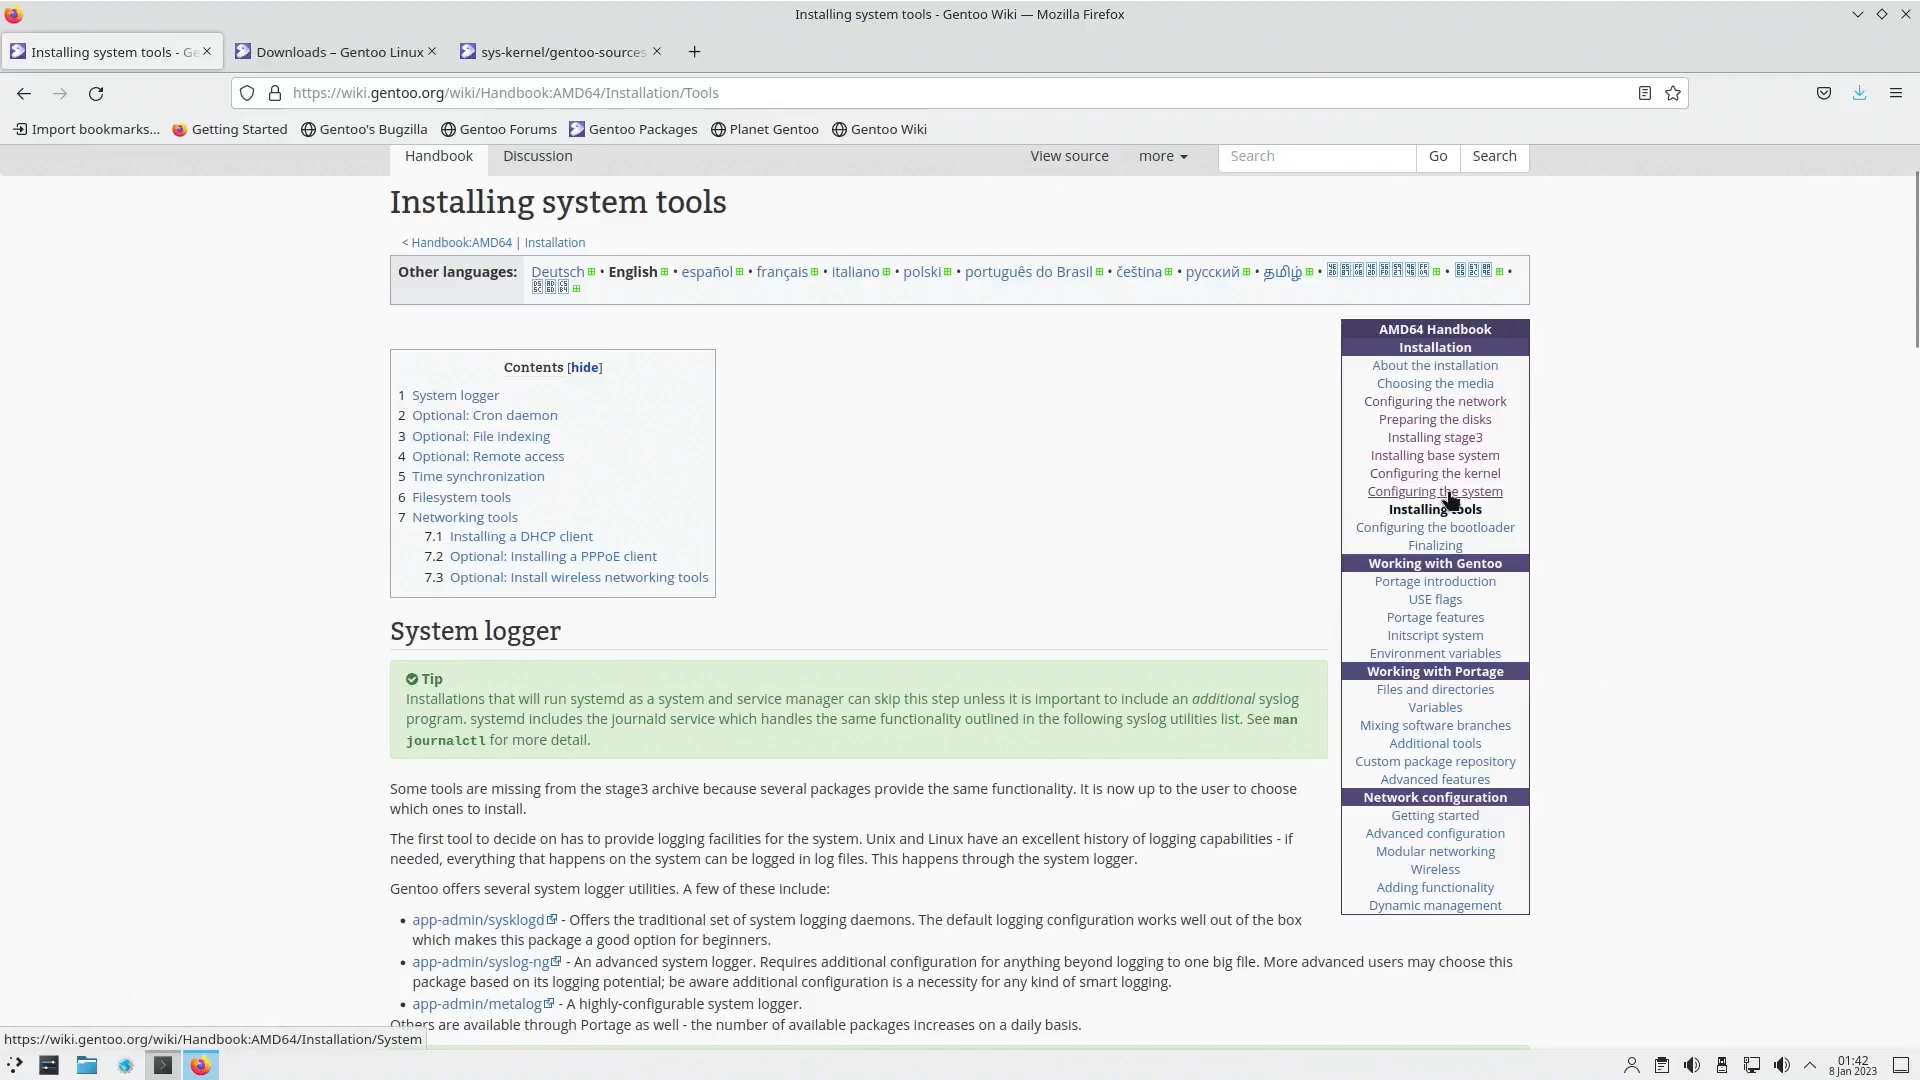 Installing system tools - Gentoo Wiki — Mozilla Firefox
Installing system tools - Ge
Downloads – Gentoo Linux
sys-kernel/gentoo-sources
https://wiki.gentoo.org/wiki/Handbook:AMD64/Installation/Tools
Import bookmarks... Getting Started Gentoo's Bugzilla Gentoo Forums Gentoo Packages Planet Gentoo Gentoo Wiki
Handbook Discussion View source more Search Go Search
Installing system tools
< Handbook:AMD64 | Installation
Other languages: Deutsch • English • español • français • italiano • polski • português do Brasil • čeština • русский • தமிழ் •
Contents [hide]
1 System logger
2 Optional: Cron daemon
3 Optional: File indexing
4 Optional: Remote access
5 Time synchronization
6 Filesystem tools
7 Networking tools
7.1 Installing a DHCP client
7.2 Optional: Installing a PPPoE client
7.3 Optional: Install wireless networking tools
AMD64 Handbook
Installation
About the installation
Choosing the media
Configuring the network
Preparing the disks
Installing stage3
Installing base system
Configuring the kernel
Configuring the system
Installing tools
Configuring the bootloader
Finalizing
Working with Gentoo
Portage introduction
USE flags
Portage features
Initscript system
Environment variables
Working with Portage
Files and directories
Variables
Mixing software branches
Additional tools
Custom package repository
Advanced features
Network configuration
Getting started
Advanced configuration
Modular networking
Wireless
Adding functionality
Dynamic management
System logger
Tip
Installations that will run systemd as a system and service manager can skip this step unless it is important to include an additional syslog
program. systemd includes the journald service which handles the same functionality outlined in the following syslog utilities list. See man
journalctl for more detail.
Some tools are missing from the stage3 archive because several packages provide the same functionality. It is now up to the user to choose
which ones to install.
The first tool to decide on has to provide logging facilities for the system. Unix and Linux have an excellent history of logging capabilities - if
needed, everything that happens on the system can be logged in log files. This happens through the system logger.
Gentoo offers several system logger utilities. A few of these include:
• app-admin/sysklogd - Offers the traditional set of system logging daemons. The default logging configuration works well out of the box
which makes this package a good option for beginners.
• app-admin/syslog-ng - An advanced system logger. Requires additional configuration for anything beyond logging to one big file. More advanced users may choose this
package based on its logging potential; be aware additional configuration is a necessity for any kind of smart logging.
• app-admin/metalog - A highly-configurable system logger.
Others are available through Portage as well - the number of available packages increases on a daily basis.
https://wiki.gentoo.org/wiki/Handbook:AMD64/Installation/System
01:42
8 Jan 2023